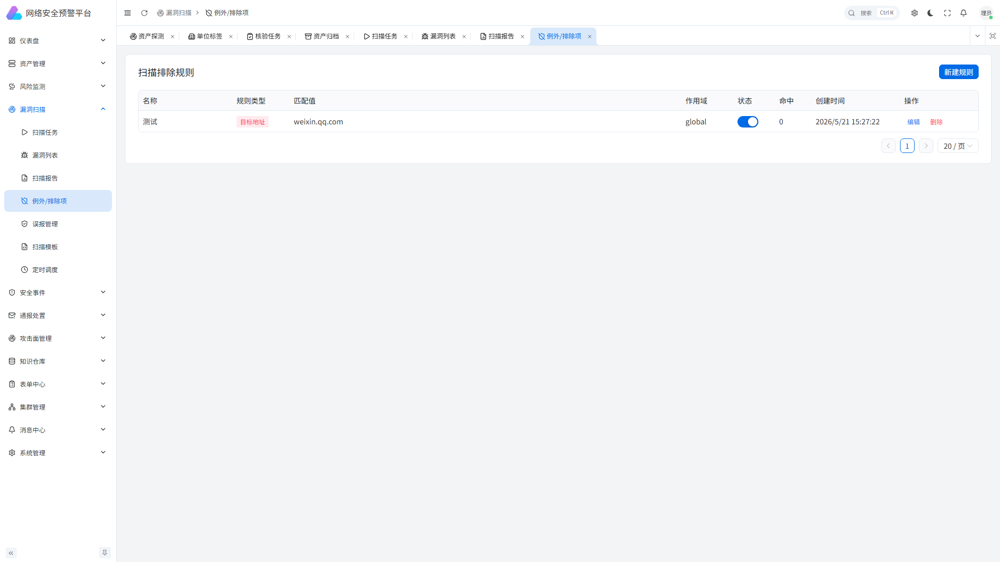 网络安全预警平台
漏洞扫描
例外/排除项
搜索 Ctrl K
理员
资产探测
单位标签
核验任务
资产归档
扫描任务
漏洞列表
扫描报告
例外/排除项
仪表盘
资产管理
风险监测
漏洞扫描
扫描任务
漏洞列表
扫描报告
例外/排除项
误报管理
扫描模板
定时调度
安全事件
通报处置
攻击面管理
知识仓库
表单中心
集群管理
消息中心
系统管理
扫描排除规则
新建规则
名称 规则类型 匹配值 作用域 状态 命中 创建时间 操作
测试 目标地址 weixin.qq.com global 0 2026/5/21 15:27:22 编辑 删除
1 20 / 页